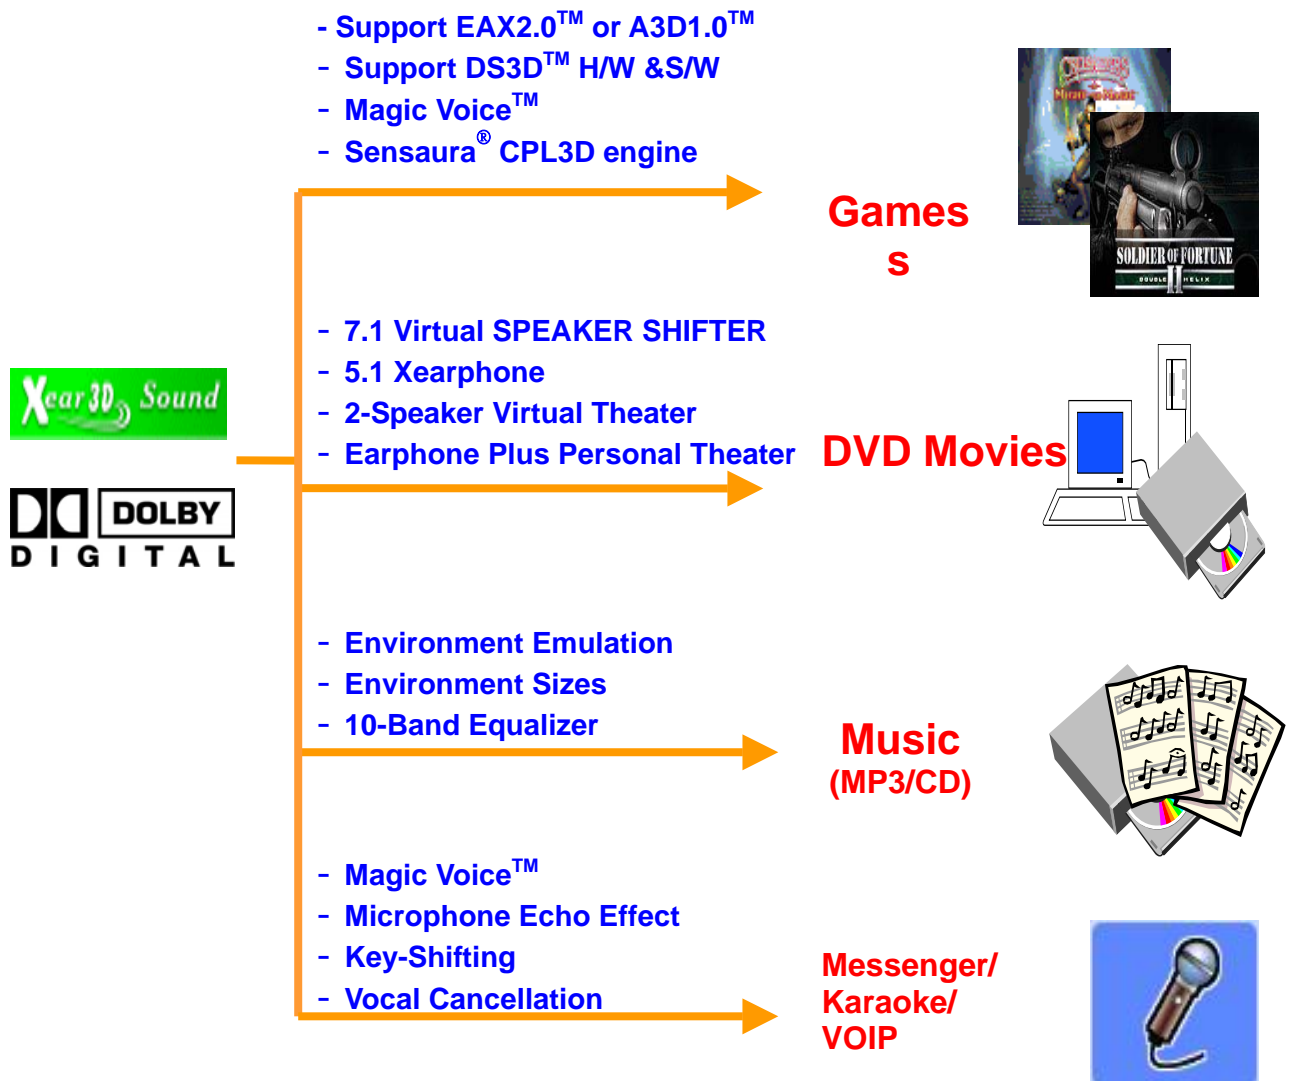 - Support EAX2.0™ or A3D1.0™
- Support DS3D™ H/W &S/W
- Magic Voice™
- Sensaura® CPL3D engine
Games
s
SOLDIER OF FORTUNE
II
DOUBLE HELIX
- 7.1 Virtual SPEAKER SHIFTER
- 5.1 Xearphone
- 2-Speaker Virtual Theater
- Earphone Plus Personal Theater
DVD Movies
Xear 3D Sound
DOLBY
DIGITAL
- Environment Emulation
- Environment Sizes
- 10-Band Equalizer
Music
(MP3/CD)
- Magic Voice™
- Microphone Echo Effect
- Key-Shifting
- Vocal Cancellation
Messenger/
Karaoke/
VOIP